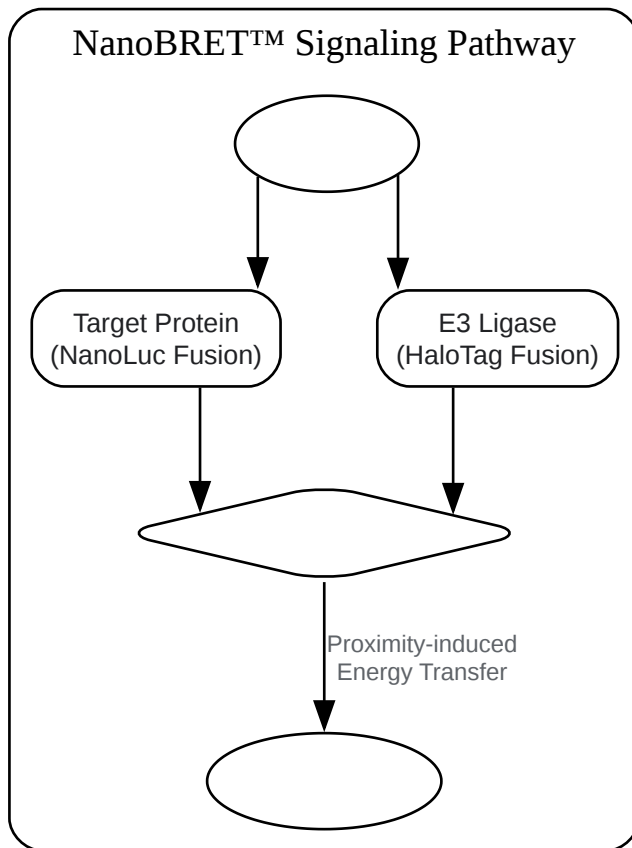 NanoBRET™ Signaling Pathway
Target Protein
(NanoLuc Fusion)
E3 Ligase
(HaloTag Fusion)
Proximity-induced
Energy Transfer